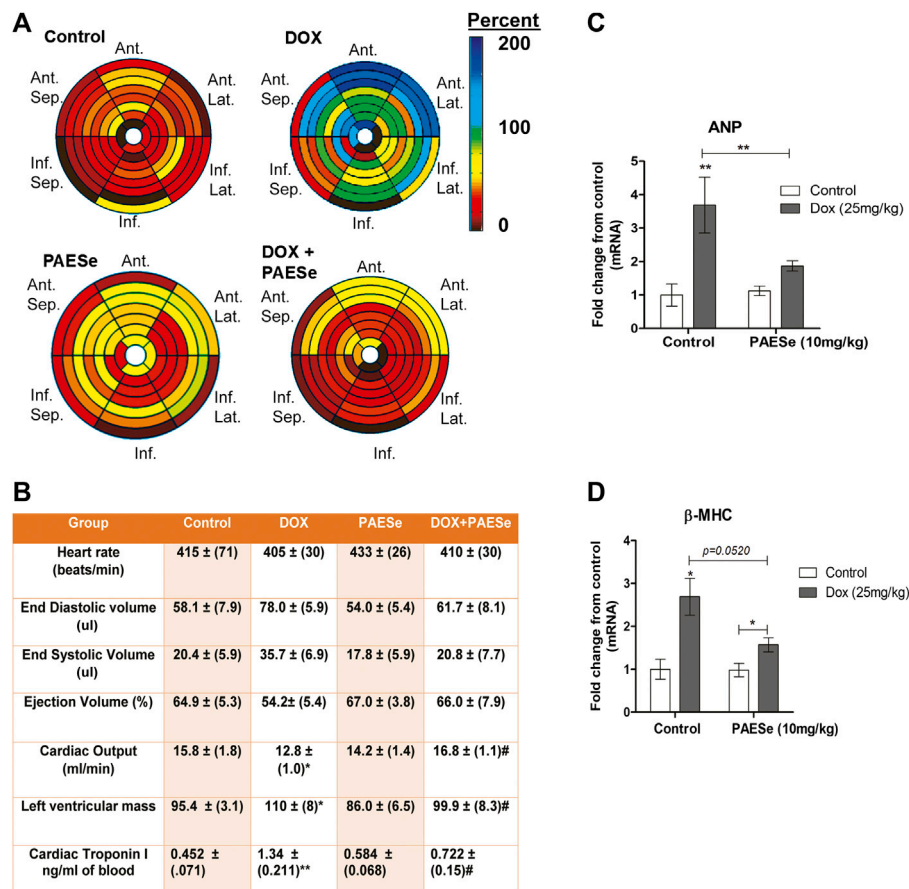 A
Control
Ant.
Ant.
Sep.
Ant.
Lat.
Inf.
Sep.
Inf.
Lat.
Inf.
DOX
Ant.
Ant.
Sep.
Ant.
Lat.
Inf.
Sep.
Inf.
Lat.
Inf.
Percent
200
100
0
PAESe
Ant.
Ant.
Sep.
Ant.
Lat.
Inf.
Sep.
Inf.
Lat.
Inf.
DOX +
PAESe
Ant.
Ant.
Sep.
Ant.
Lat.
Inf.
Sep.
Inf.
Lat.
Inf.
B
Group Control DOX PAESe DOX+PAESe
Heart rate
(beats/min) 415 ± (71) 405 ± (30) 433 ± (26) 410 ± (30)
End Diastolic volume
(ul) 58.1 ± (7.9) 78.0 ± (5.9) 54.0 ± (5.4) 61.7 ± (8.1)
End Systolic Volume
(ul) 20.4 ± (5.9) 35.7 ± (6.9) 17.8 ± (5.9) 20.8 ± (7.7)
Ejection Volume (%) 64.9 ± (5.3) 54.2± (5.4) 67.0 ± (3.8) 66.0 ± (7.9)
Cardiac Output
(ml/min) 15.8 ± (1.8) 12.8 ±
(1.0)* 14.2 ± (1.4) 16.8 ± (1.1)#
Left ventricular mass 95.4 ± (3.1) 110 ± (8)* 86.0 ± (6.5) 99.9 ± (8.3)#
Cardiac Troponin I
ng/ml of blood 0.452 ±
(.071) 1.34 ±
(0.211)** 0.584 ±
(0.068) 0.722 ±
(0.15)#
C
ANP
Fold change from control
(mRNA)
5
4
3
2
1
0
**
**
Control
Dox (25mg/kg)
Control PAESe (10mg/kg)
D
β-MHC
Fold change from control
(mRNA)
4
3
2
1
0
p=0.0520
*
*
Control
Dox (25mg/kg)
Control PAESe (10mg/kg)